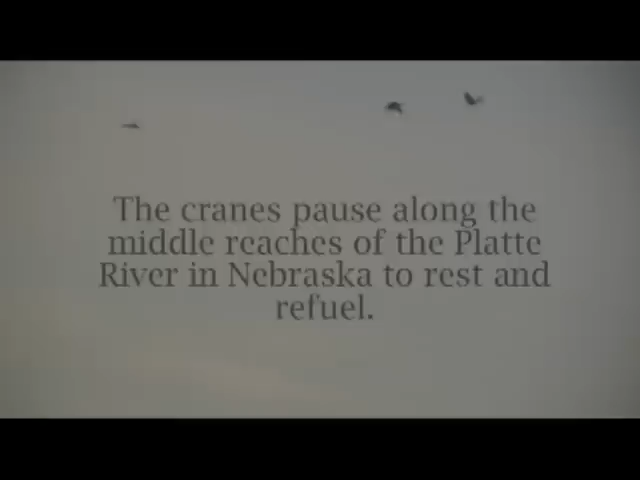 The cranes pause along the
middle reaches of the Platte
River in Nebraska to rest and
refuel.